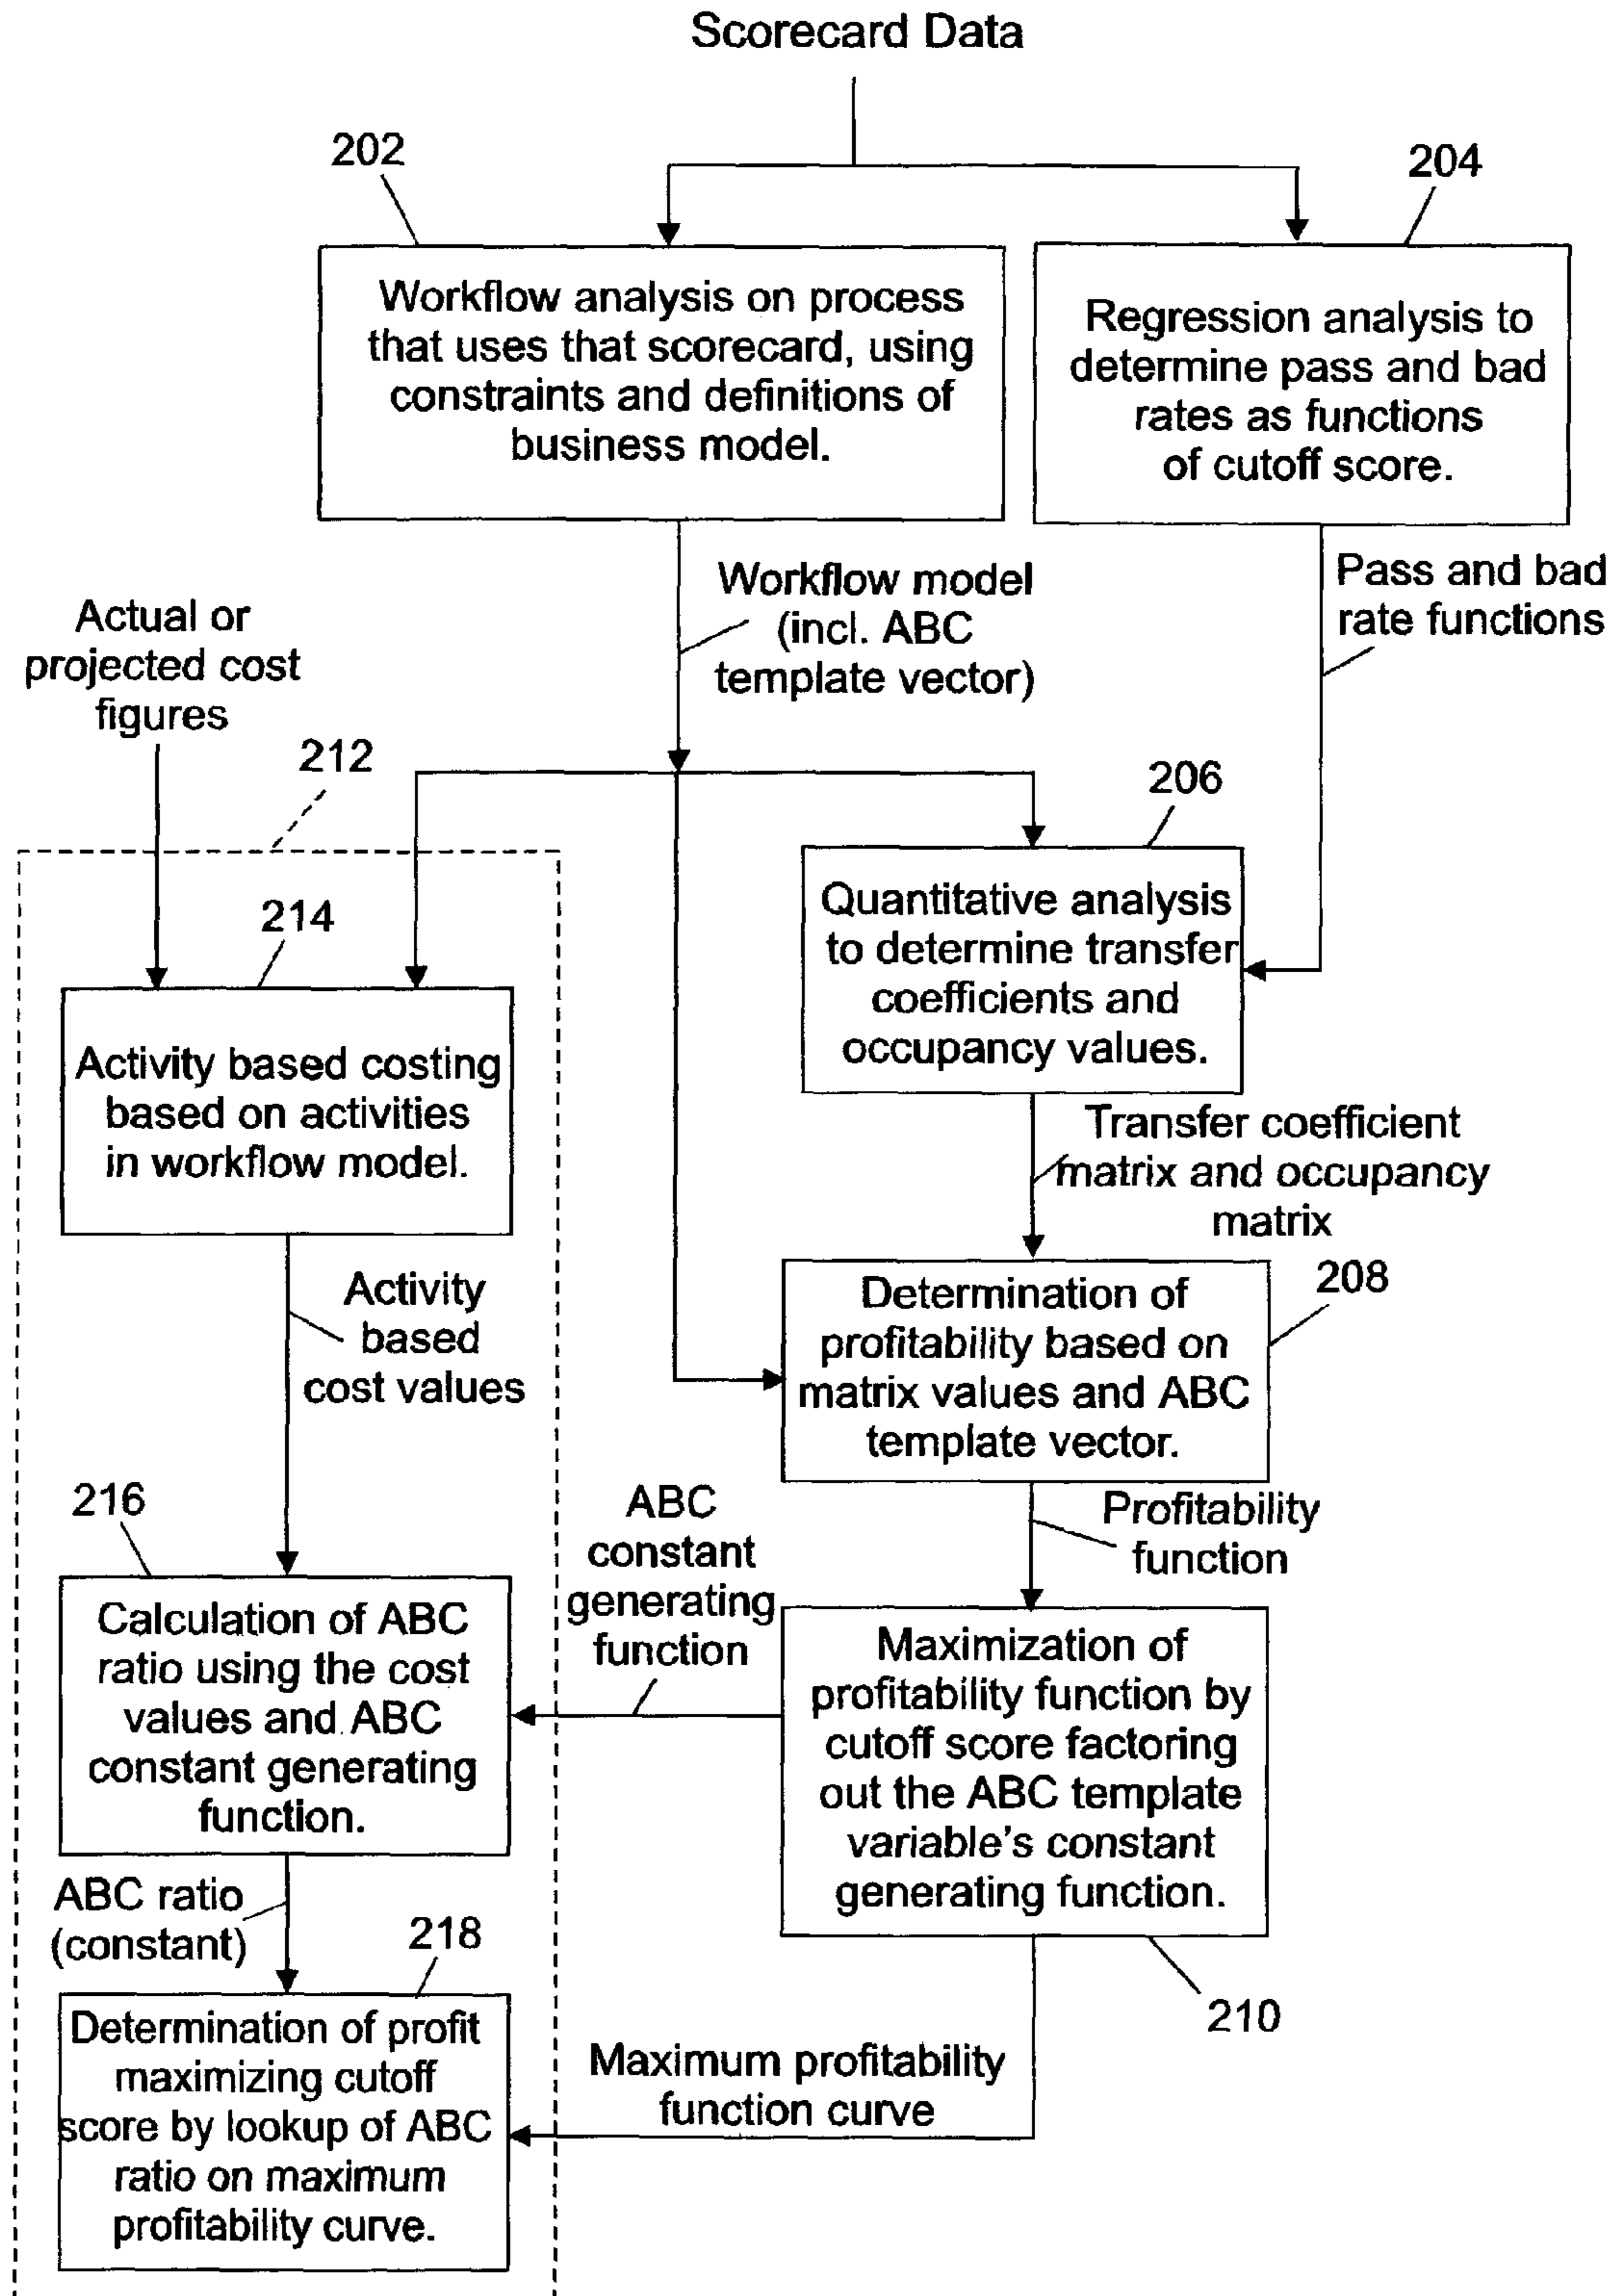 Scorecard Data
202
204
Workflow analysis on process
that uses that scorecard, using
constraints and definitions of
business model.
Regression analysis to
determine pass and bad
rates as functions
of cutoff score.
Workflow model
(incl. ABC
template vector)
Pass and bad
rate functions
Actual or
projected cost
figures
212
206
214
Quantitative analysis
to determine transfer
coefficients and
occupancy values.
Activity based costing
based on activities
in workflow model.
Transfer coefficient
matrix and occupancy
matrix
208
Activity
based
cost values
Determination of
profitability based on
matrix values and ABC
template vector.
216
ABC
constant
generating
function
Profitability
function
Calculation of ABC
ratio using the cost
values and ABC
constant generating
function.
Maximization of
profitability function by
cutoff score factoring
out the ABC template
variable's constant
generating function.
ABC ratio
(constant)
218
210
Determination of profit
maximizing cutoff
score by lookup of ABC
ratio on maximum
profitability curve.
Maximum profitability
function curve